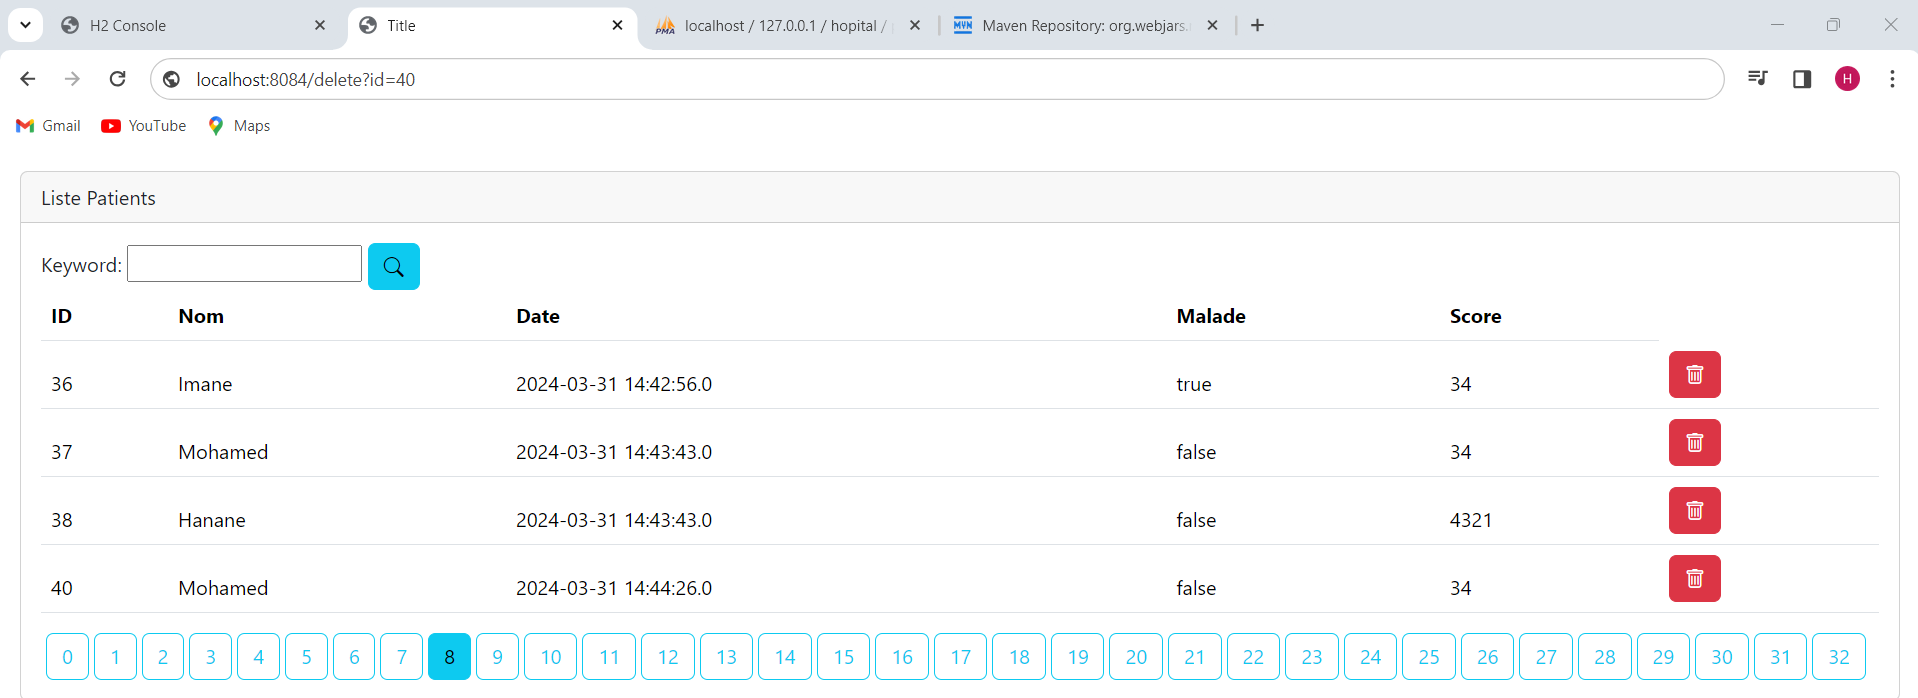 H2 Console
Title
localhost / 127.0.0.1 / hopital /
Maven Repository: org.webjars.
localhost:8084/delete?id=40
H
Gmail YouTube Maps
Liste Patients
Keyword:
ID Nom Date Malade Score
36 Imane 2024-03-31 14:42:56.0 true 34
37 Mohamed 2024-03-31 14:43:43.0 false 34
38 Hanane 2024-03-31 14:43:43.0 false 4321
40 Mohamed 2024-03-31 14:44:26.0 false 34
0 1 2 3 4 5 6 7 8 9 10 11 12 13 14 15 16 17 18 19 20 21 22 23 24 25 26 27 28 29 30 31 32